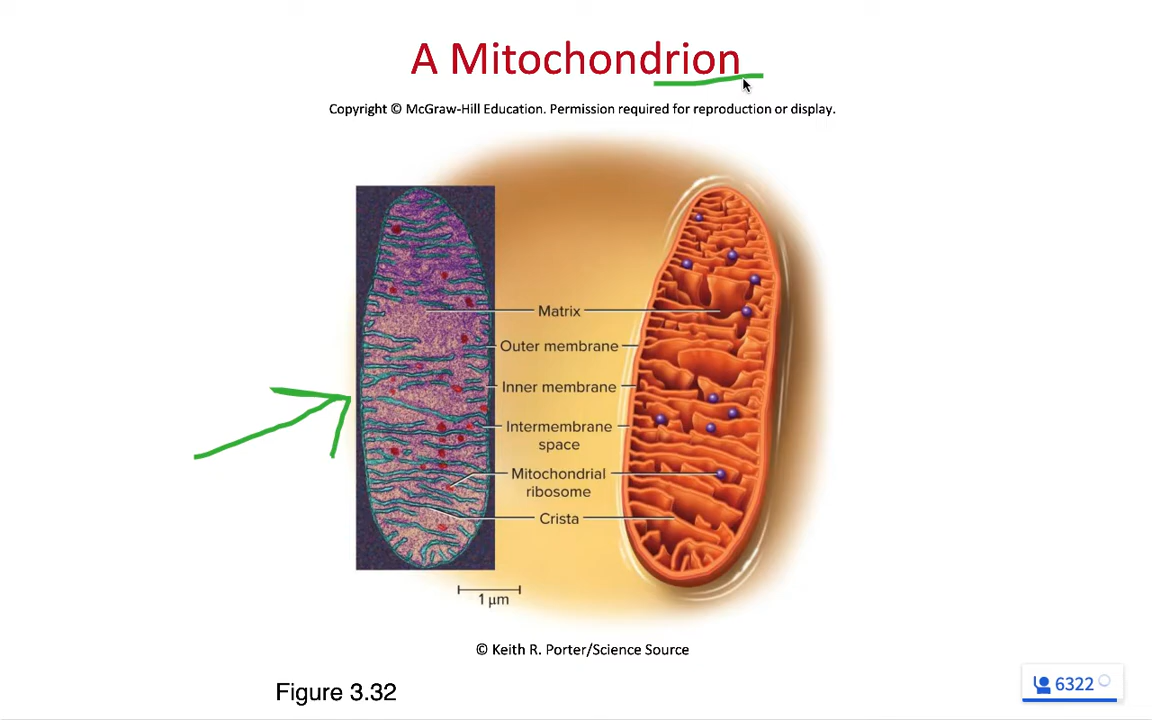 A Mitochondrion
Copyright © McGraw-Hill Education. Permission required for reproduction or display.
Matrix
Outer membrane
Inner membrane
Intermembrane
space
Mitochondrial
ribosome
Crista
1 μm
© Keith R. Porter/Science Source
Figure 3.32
6322